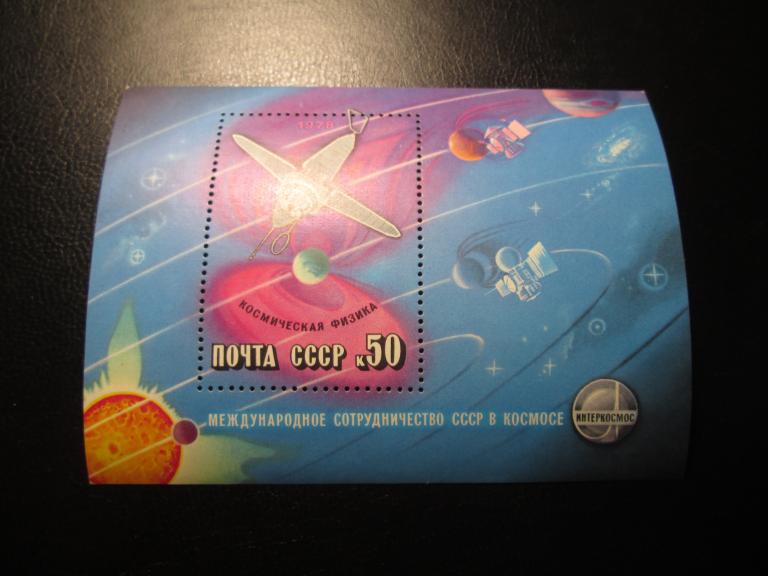 1978
КОСМИЧЕСКАЯ ФИЗИКА
ПОЧТА СССР к50
МЕЖДУНАРОДНОЕ СОТРУДНИЧЕСТВО СССР В КОСМОСЕ
ИНТЕРКОСМОС